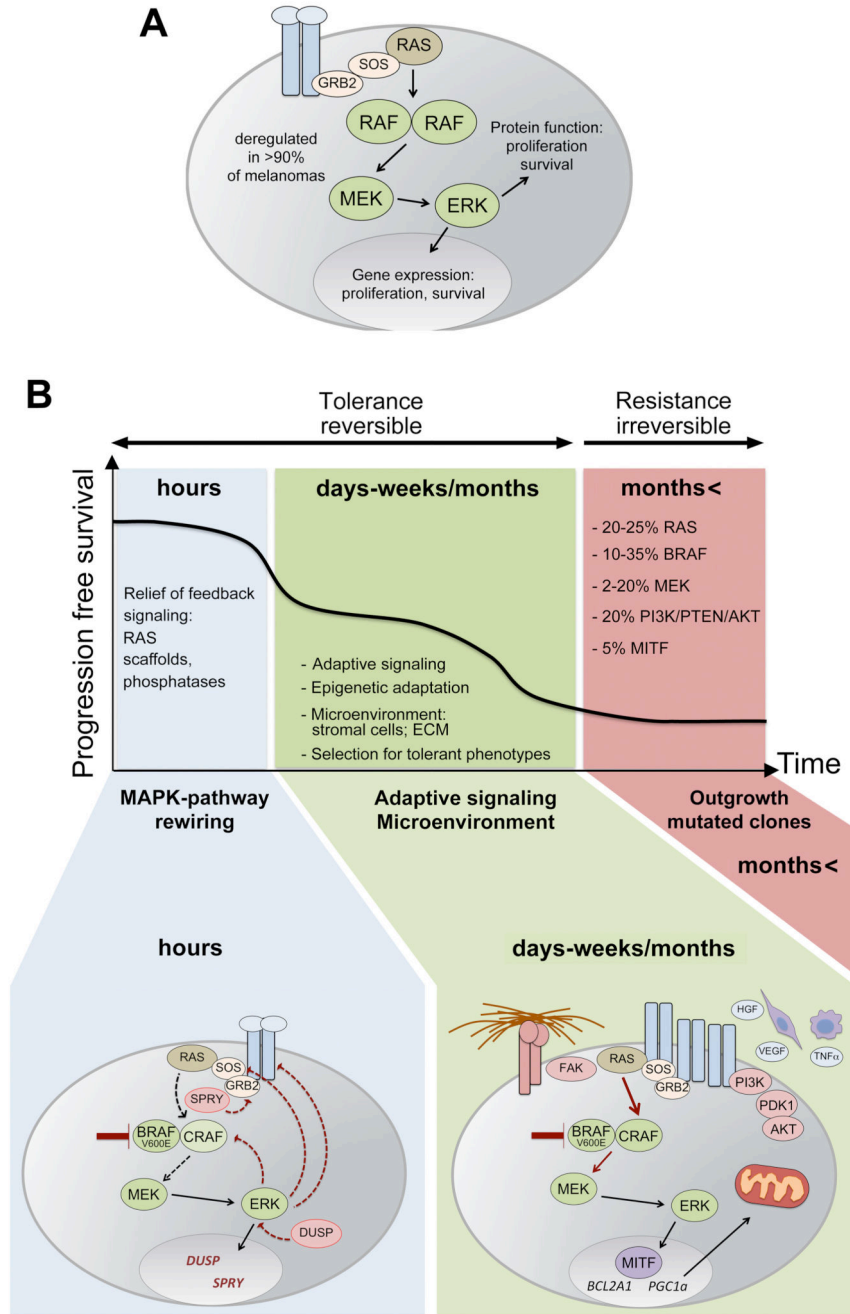 A
RAS
SOS
GRB2
RAF RAF
deregulated
in >90%
of melanomas
Protein function:
proliferation
survival
MEK
ERK
Gene expression:
proliferation, survival
B
Tolerance
reversible
Resistance
irreversible
Progression free survival
hours
days-weeks/months
months<
Relief of feedback
signaling:
RAS
scaffolds,
phosphatases
- Adaptive signaling
- Epigenetic adaptation
- Microenvironment:
stromal cells; ECM
- Selection for tolerant phenotypes
- 20-25% RAS
- 10-35% BRAF
- 2-20% MEK
- 20% PI3K/PTEN/AKT
- 5% MITF
Time
MAPK-pathway
rewiring
Adaptive signaling
Microenvironment
Outgrowth
mutated clones
months<
hours
RAS
SOS
GRB2
SPRY
BRAF
V600E
CRAF
MEK
ERK
DUSP
DUSP
SPRY
days-weeks/months
HGF
VEGF
TNFα
FAK
RAS
SOS
GRB2
PI3K
PDK1
AKT
BRAF
V600E
CRAF
MEK
ERK
MITF
BCL2A1 PGC1a